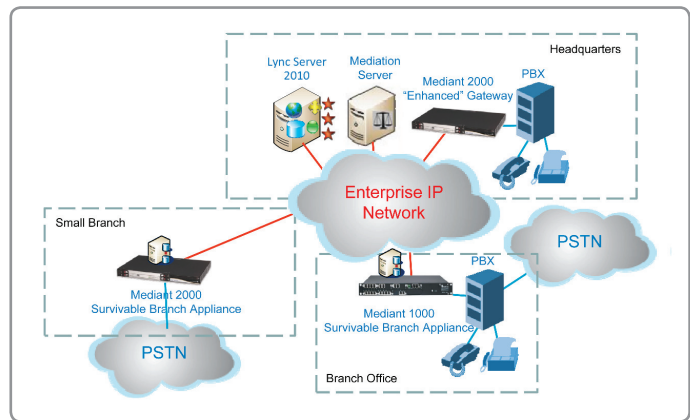 Headquarters
Lync Server
2010
Mediation
Server
Mediant 2000
“Enhanced” Gateway
PBX
Enterprise IP
Network
Small Branch
Mediant 2000
Survivable Branch Appliance
PSTN
PBX
Mediant 1000
Survivable Branch Appliance
Branch Office
PSTN